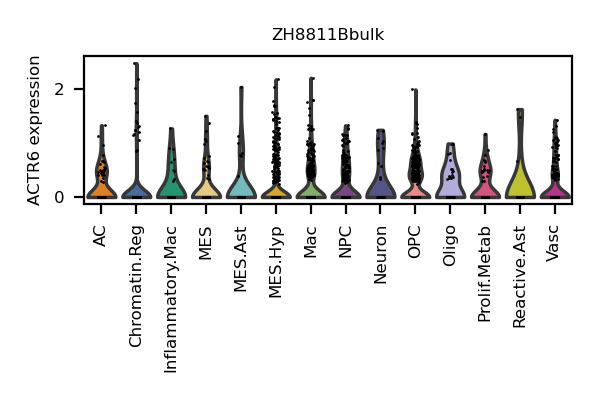 ZH8811Bbulk
ACTR6 expression
2
0
AC
Chromatin.Reg
Inflammatory.Mac
MES
MES.Ast
MES.Hyp
Mac
NPC
Neuron
OPC
Oligo
Prolif.Metab
Reactive.Ast
Vasc